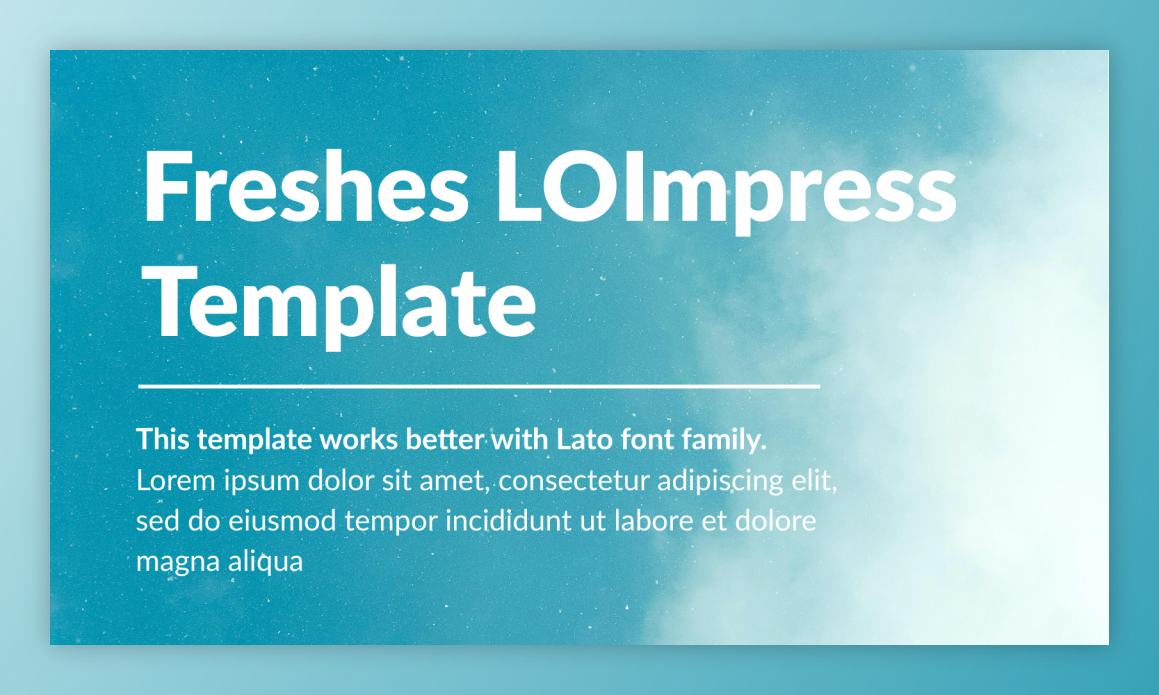 Freshes LOImpress
Template
This template works better with Lato font family.
Lorem ipsum dolor sit amet, consectetur adipiscing elit,
sed do eiusmod tempor incididunt ut labore et dolore
magna aliqua